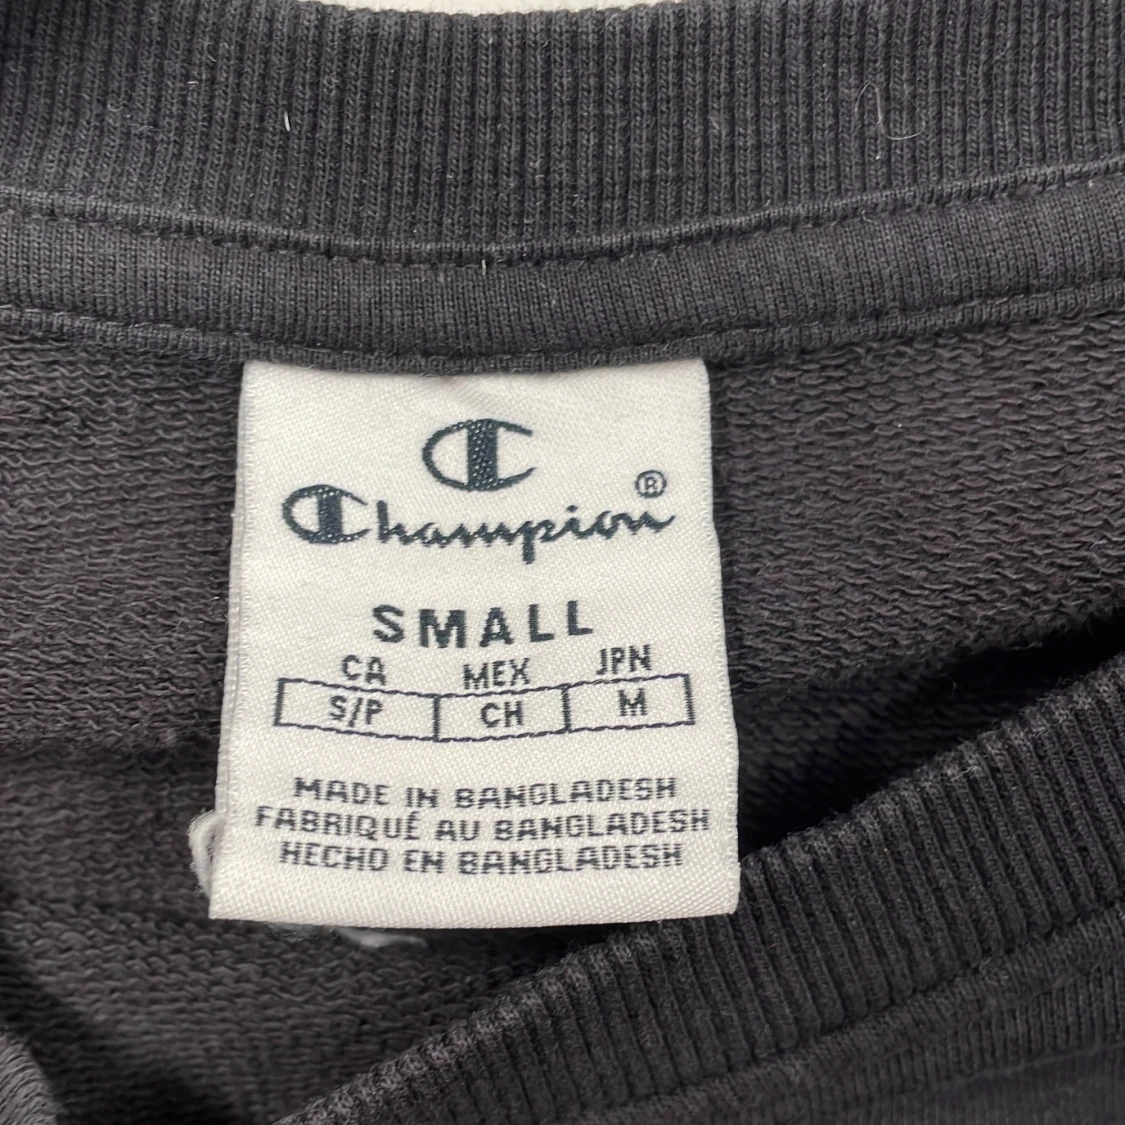 C
Champion®
SMALL
CA MEX JPN
S/P CH M
MADE IN BANGLADESH
FABRIQUÉ AU BANGLADESH
HECHO EN BANGLADESH